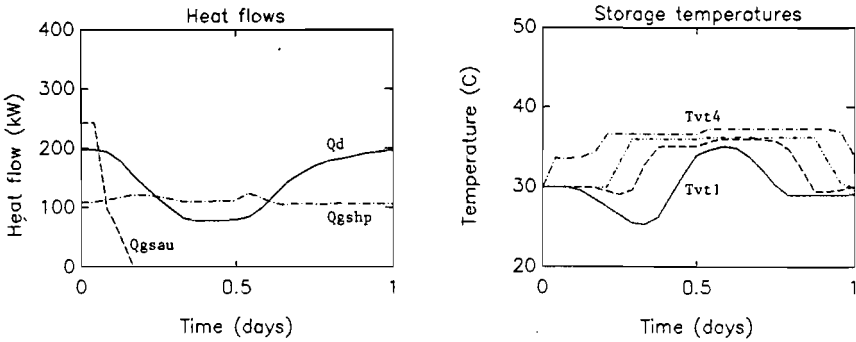 Heat flows
400
300
200
100
0
Heat flow (kW)
Qd
Qgshp
Qgsau
0
0.5
1
Time (days)
Storage temperatures
50
40
30
20
Temperature (C)
Tvt4
Tvt1
0
0.5
1
Time (days)